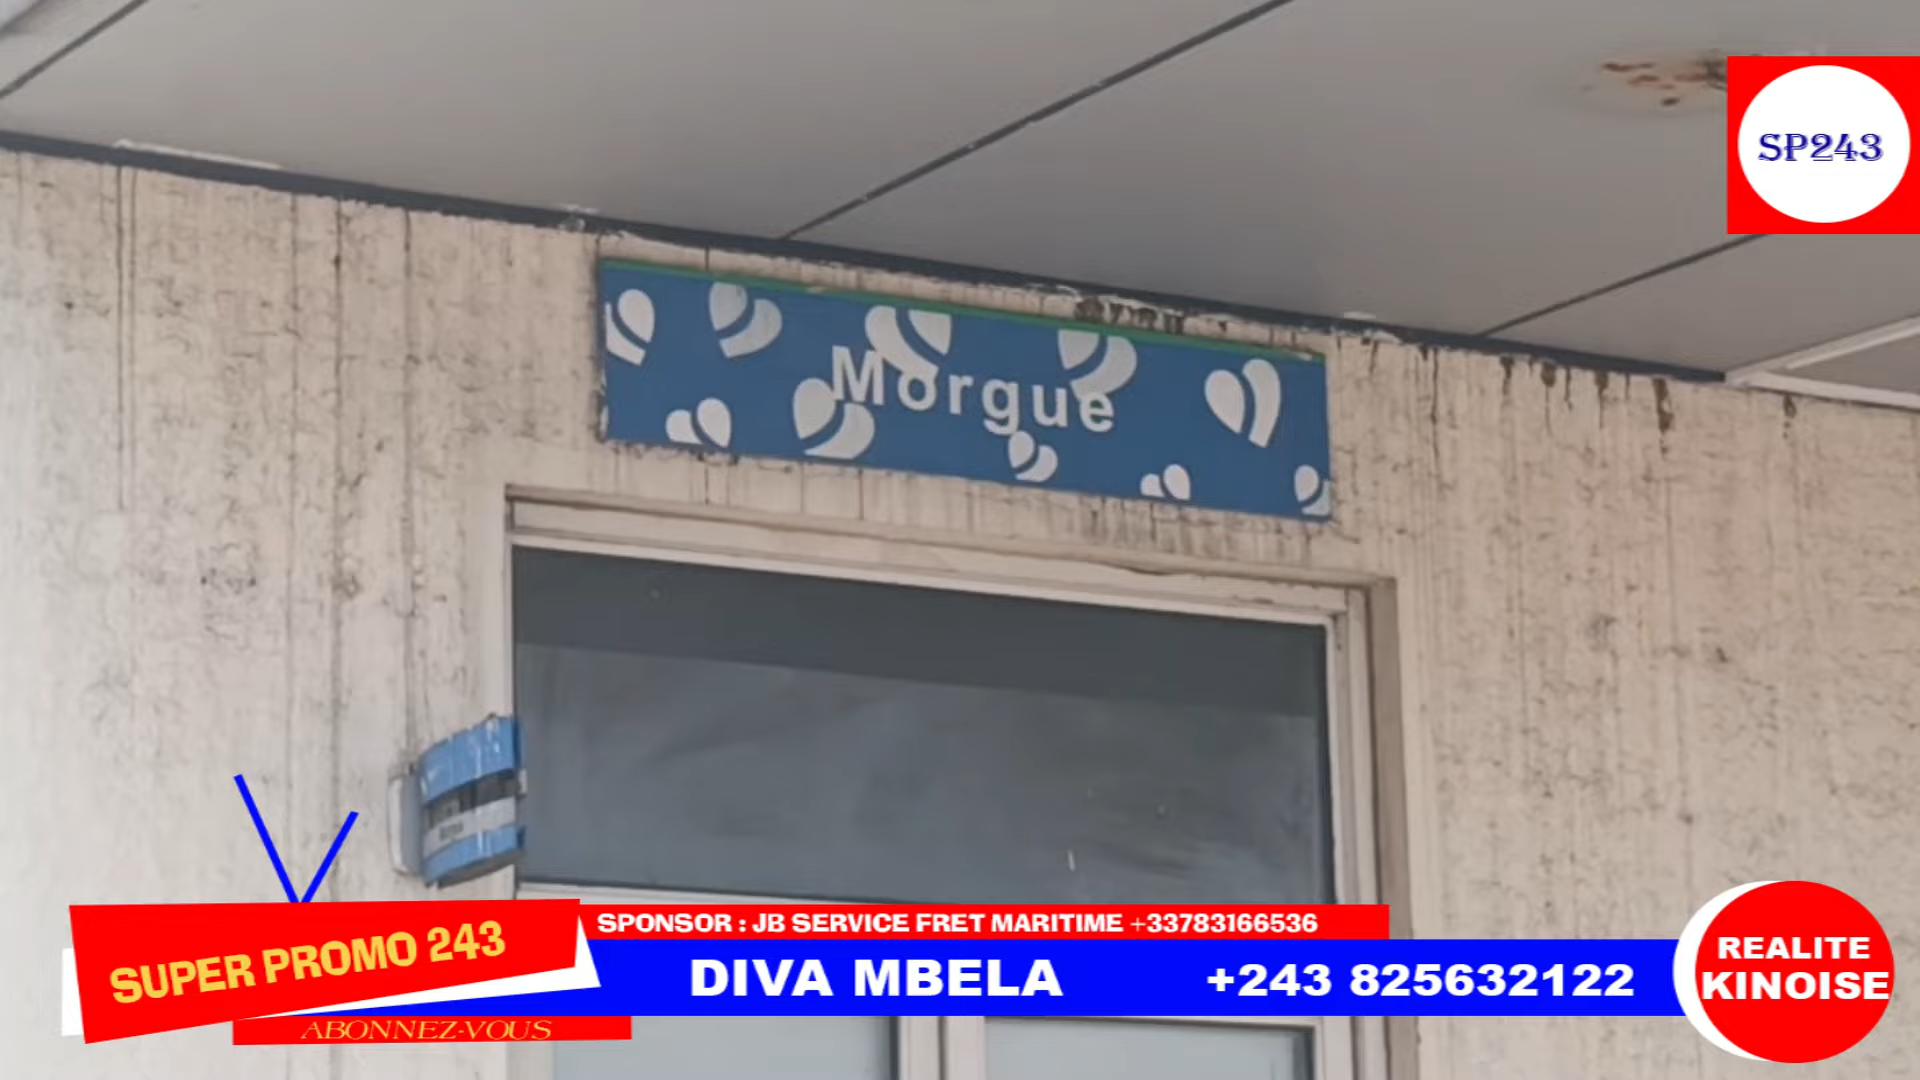 SP243
Morgue
SPONSOR : JB SERVICE FRET MARITIME +33783166536
SUPER PROMO 243
DIVA MBELA +243 825632122
REALITE
KINOISE
ABONNEZ-VOUS